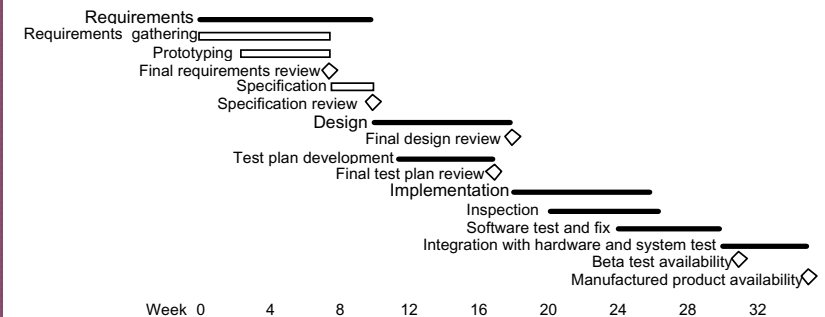 Requirements
Requirements gathering
Prototyping
Final requirements review
Specification
Specification review
Design
Final design review
Test plan development
Final test plan review
Implementation
Inspection
Software test and fix
Integration with hardware and system test
Beta test availability
Manufactured product availability
Week 0 4 8 12 16 20 24 28 32